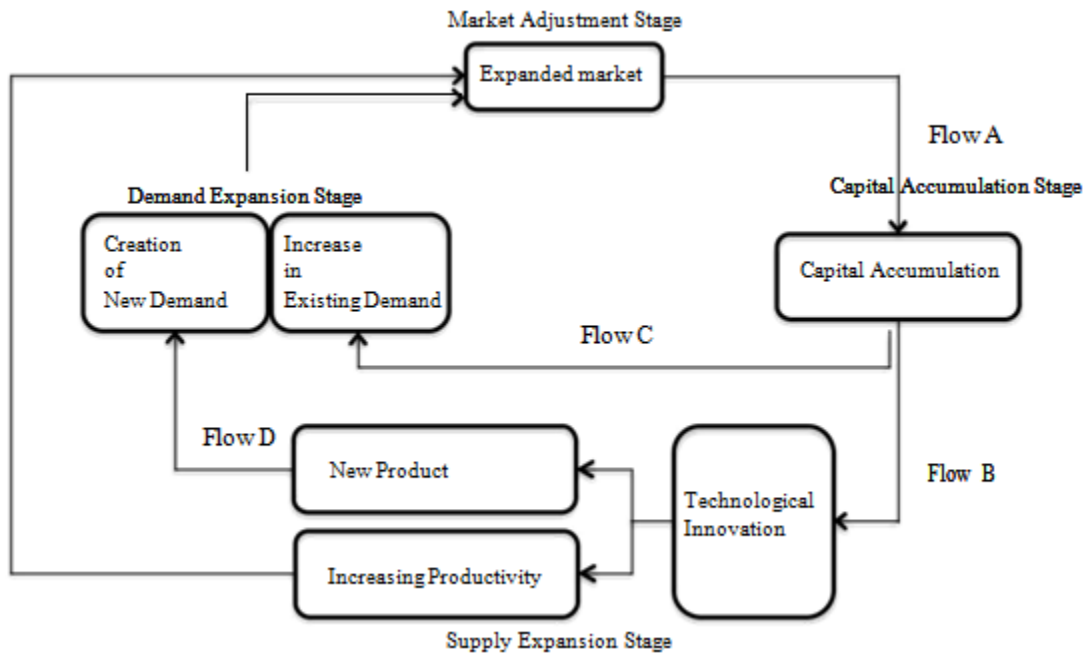 Market Adjustment Stage
Expanded market
Flow A
Capital Accumulation Stage
Demand Expansion Stage
Creation
of
New Demand
Increase
in
Existing Demand
Capital Accumulation
Flow C
Flow D
New Product
Flow B
Technological
Innovation
Increasing Productivity
Supply Expansion Stage